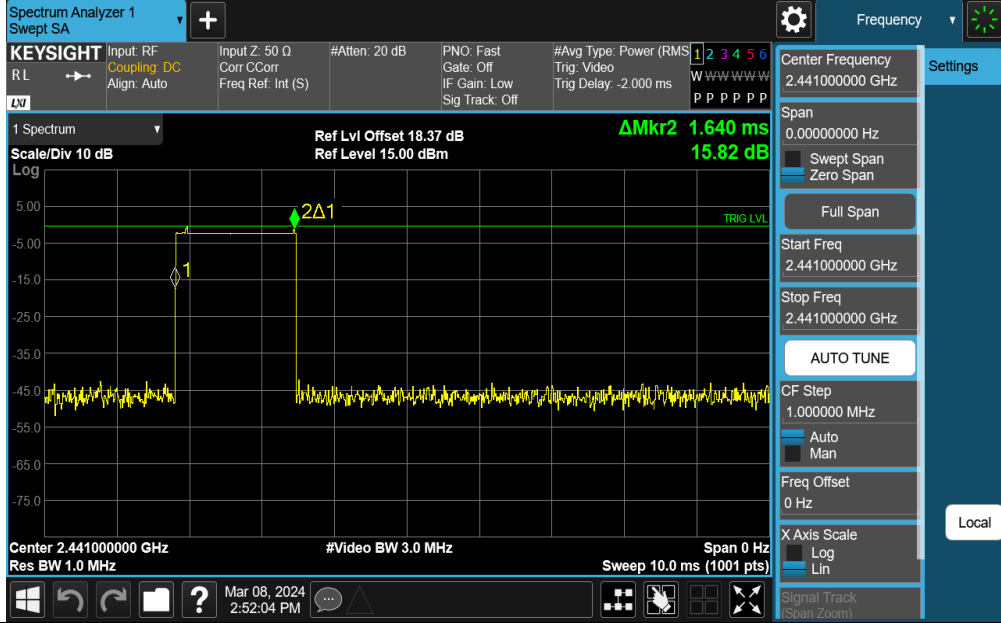 Spectrum Analyzer 1
Swept SA
+
Frequency
KEYSIGHT
RL
LXI
Input: RF
Coupling: DC
Align: Auto
Input Z: 50 Ω
Corr CCorr
Freq Ref: Int (S)
#Atten: 20 dB
PNO: Fast
Gate: Off
IF Gain: Low
Sig Track: Off
#Avg Type: Power (RMS
Trig: Video
Trig Delay: -2.000 ms
1 2 3 4 5 6
W W W W W W
P P P P P P
1 Spectrum
Scale/Div 10 dB
Log
Ref Lvl Offset 18.37 dB
Ref Level 15.00 dBm
ΔMkr2 1.640 ms
15.82 dB
5.00
-5.00
-15.0
-25.0
-35.0
-45.0
-55.0
-65.0
-75.0
2Δ1
1
TRIG LVL
Center 2.441000000 GHz
Res BW 1.0 MHz
#Video BW 3.0 MHz
Span 0 Hz
Sweep 10.0 ms (1001 pts)
Center Frequency
2.441000000 GHz
Span
0.00000000 Hz
Swept Span
Zero Span
Full Span
Start Freq
2.441000000 GHz
Stop Freq
2.441000000 GHz
AUTO TUNE
CF Step
1.000000 MHz
Auto
Man
Freq Offset
0 Hz
X Axis Scale
Log
Lin
Signal Track
(Span Zoom)
Settings
Local
?
Mar 08, 2024
2:52:04 PM